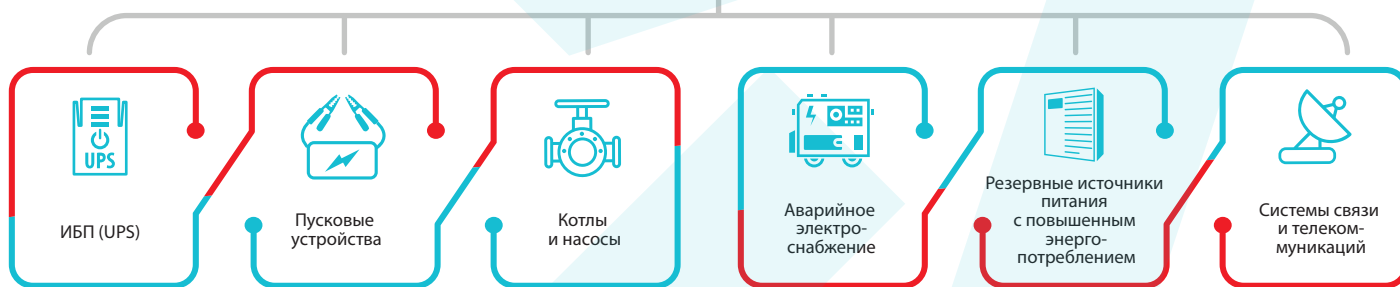 UPS
ИБП (UPS)
Пусковые
устройства
Котлы
и насосы
Аварийное
электро-
снабжение
Резервные источники
питания
с повышенным
энерго-
потреблением
Системы связи
и телеком-
муникаций